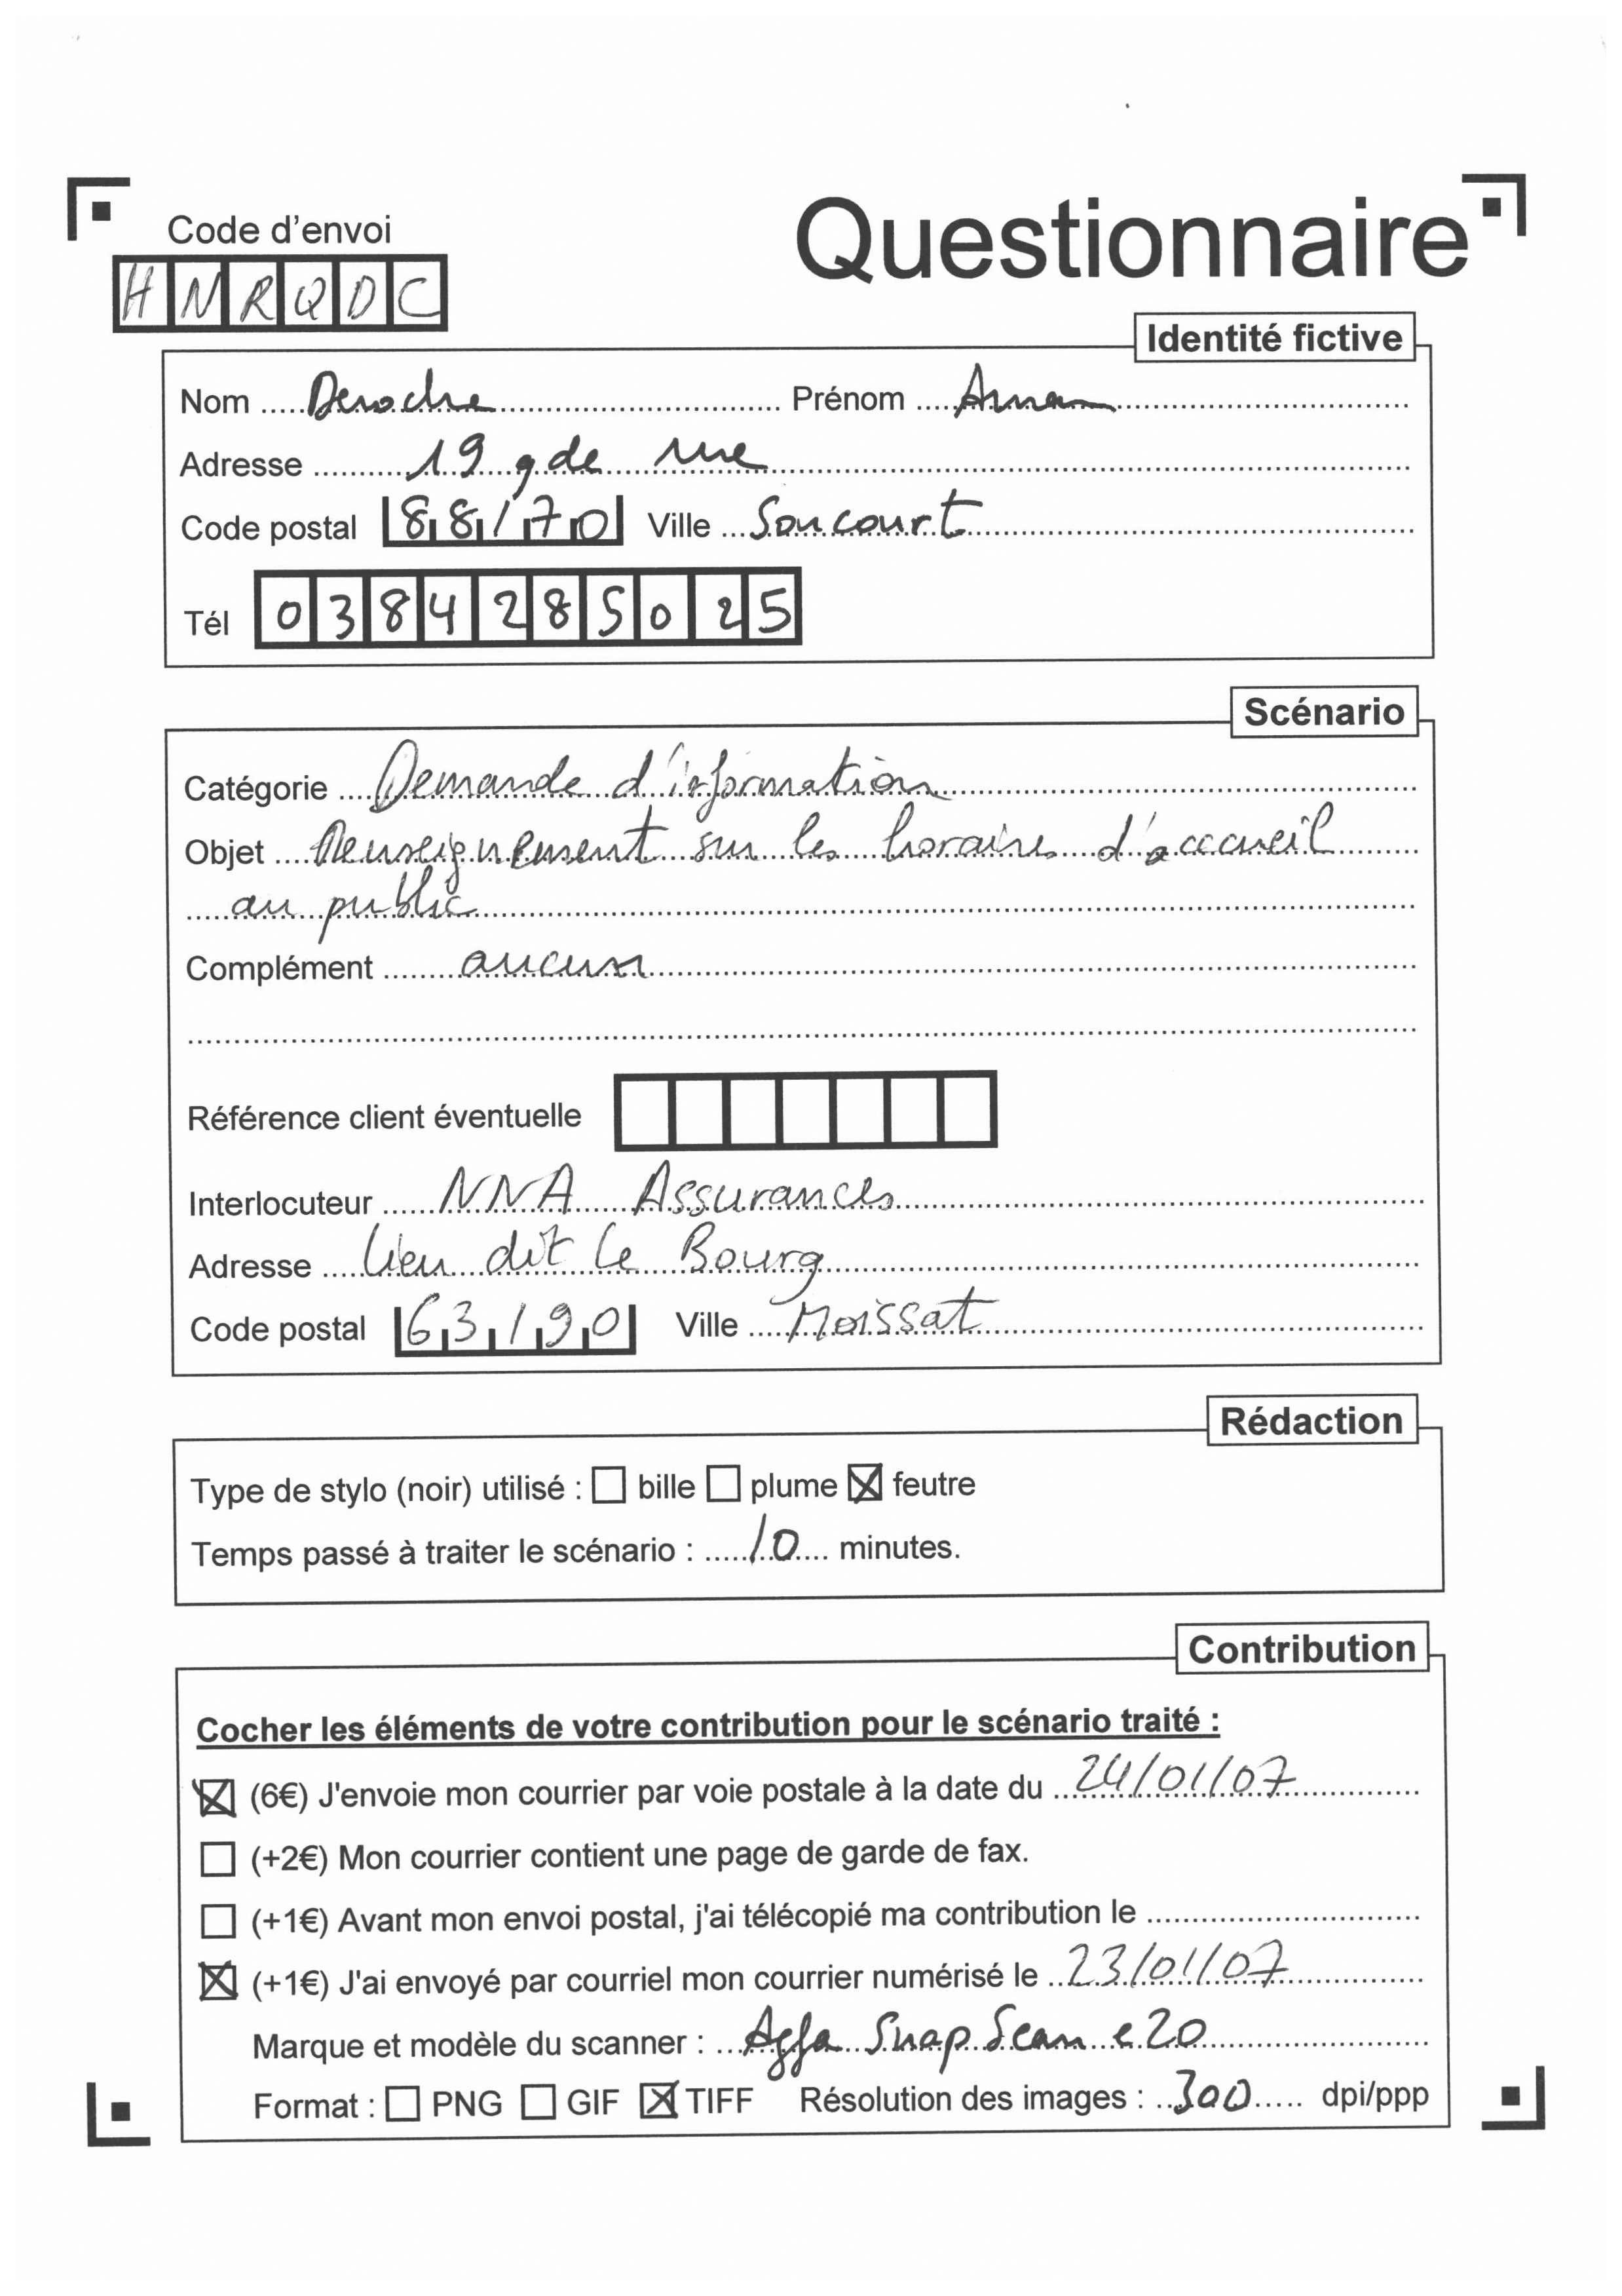 Code d'envoi
Questionnaire
HNRQDC
Identité fictive
Nom Deroche Prénom
Adresse 19 gde rue
Code postal 88170 Ville Soncourt
Tél 0384285025
Scénario
Catégorie Demande d'information
Objet Renseignement sur les horaires d'acccueil
au public
Complément aucun
Référence client éventuelle
Interlocuteur NNA Assurances
Adresse Lieu dit Le Bourg
Code postal 63190 Ville Moissat
Rédaction
Type de stylo (noir) utilisé : bille plume feutre
Temps passé à traiter le scénario : 10 minutes.
Contribution
Cocher les éléments de votre contribution pour le scénario traité :
(6€) J'envoie mon courrier par voie postale à la date du 24/01/07
(+2€) Mon courrier contient une page de garde de fax.
(+1€) Avant mon envoi postal, j'ai télécopié ma contribution le
(+1€) J'ai envoyé par courriel mon courrier numérisé le 23/01/07
Marque et modèle du scanner : Agfa SnapScan e20
Format : PNG GIF TIFF Résolution des images : 300 dpi/ppp